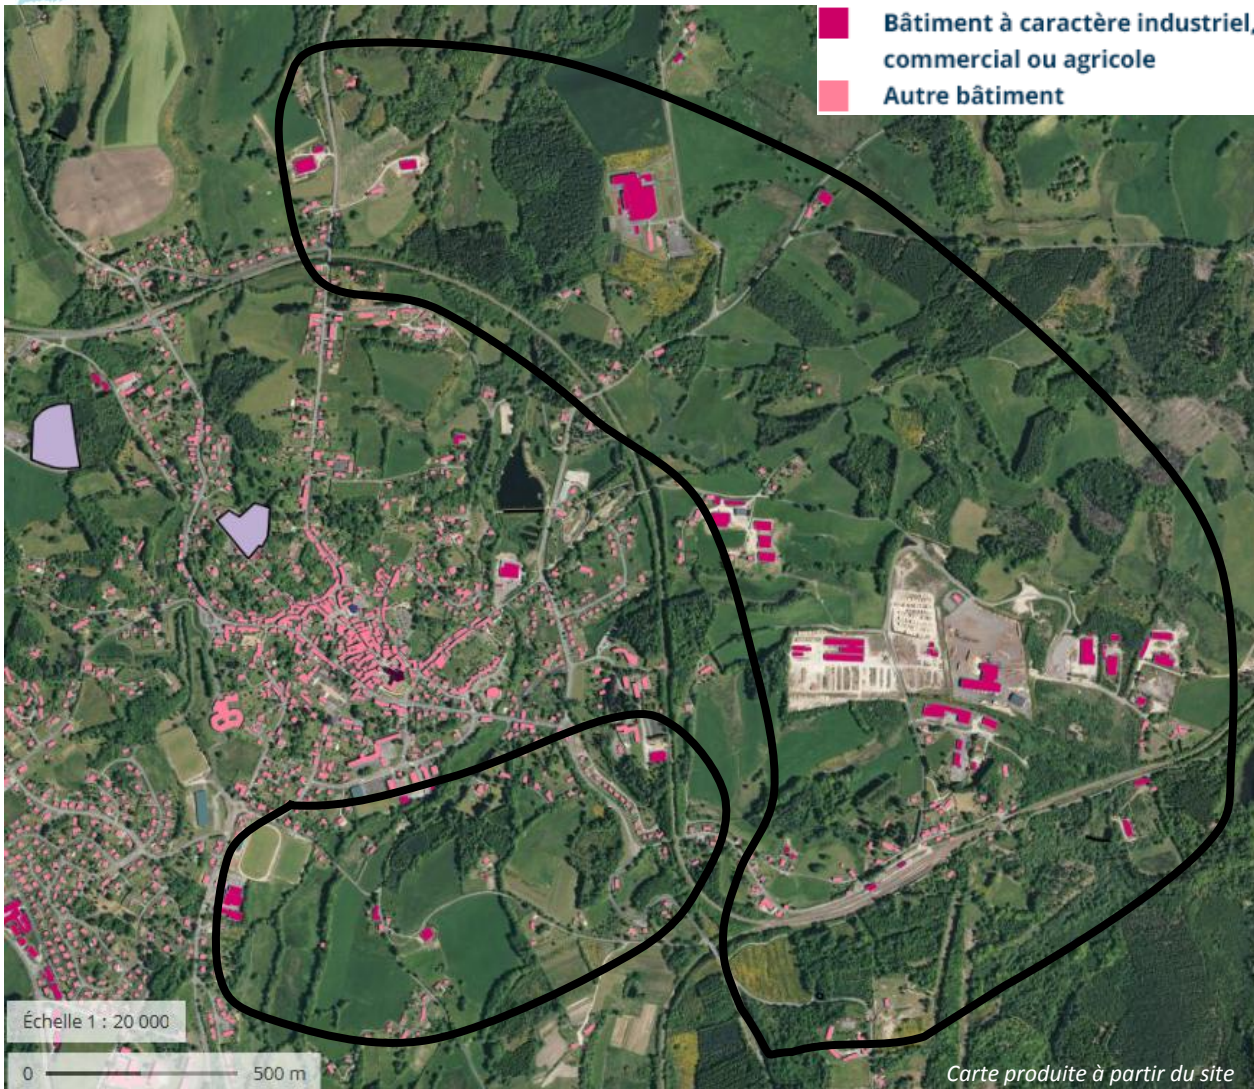 Bâtiment à caractère industriel,
commercial ou agricole
Autre bâtiment
Échelle 1 : 20 000
0 500 m
Carte produite à partir du site